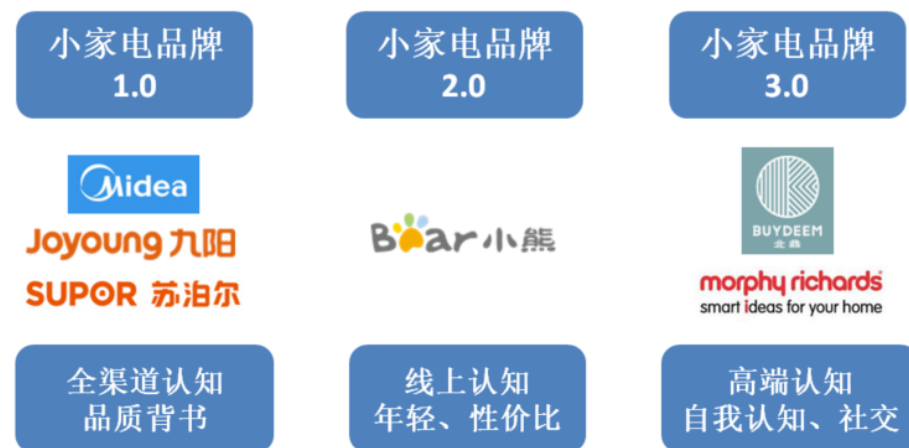 小家电品牌
1.0
小家电品牌
2.0
小家电品牌
3.0
Midea
Joyoung 九阳
SUPOR 苏泊尔
Bear 小熊
BUYDEEM
北鼎
morphy richards
smart ideas for your home
全渠道认知
品质背书
线上认知
年轻、性价比
高端认知
自我认知、社交